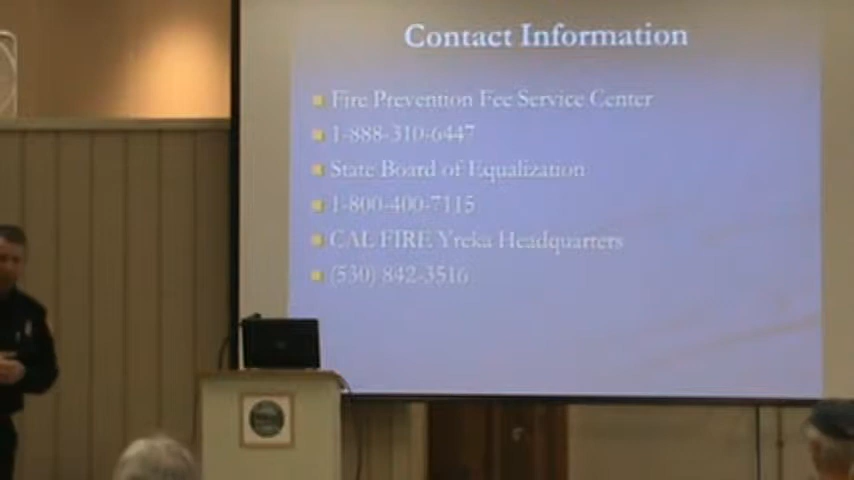 Contact Information
Fire Prevention Fee Service Center
1-888-310-6447
State Board of Equalization
1-800-400-7115
CAL FIRE Yreka Headquarters
(530) 842-3516